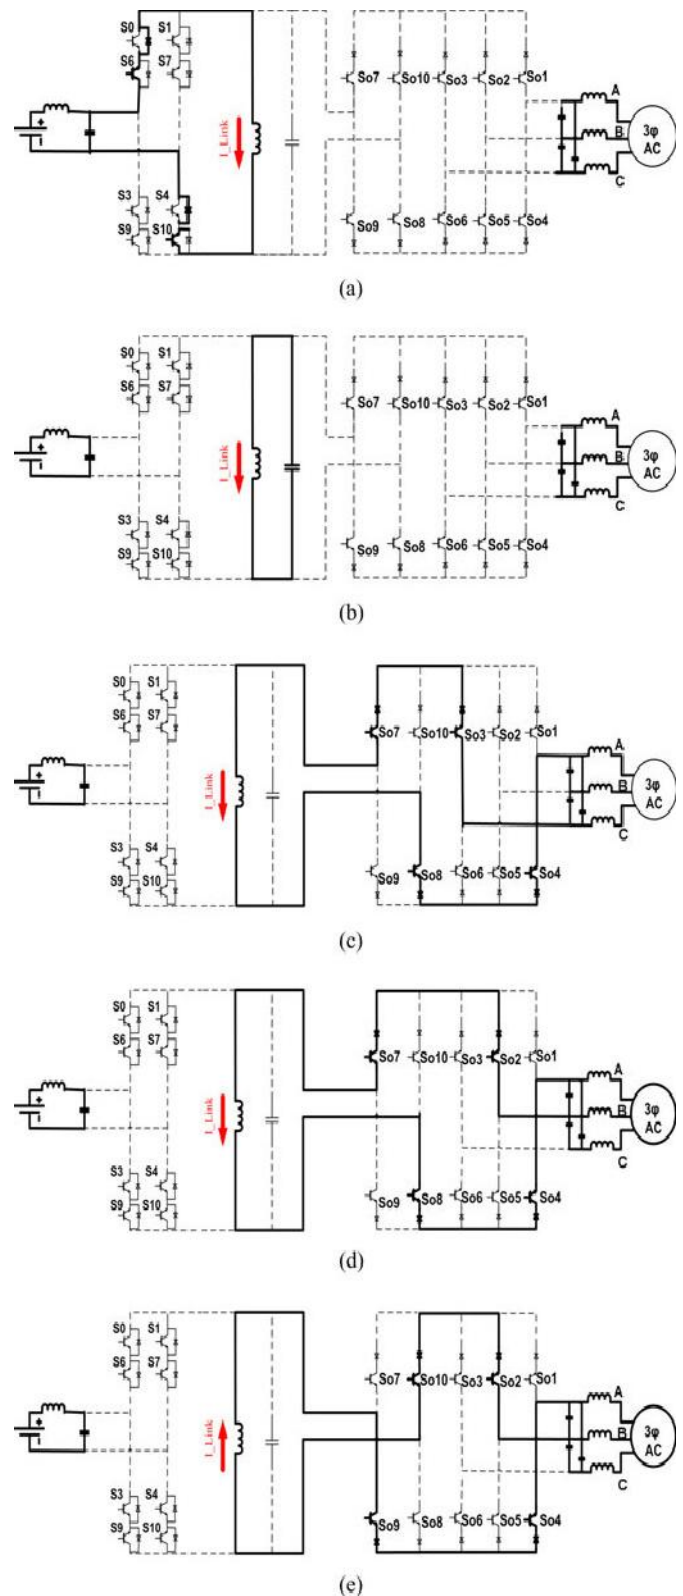 S0 S1
S6 S7
So7 So10 So3 So2 So1
A
+
I_Link
B
3φ
AC
C
S3 S4
S9 S10
So9 So8 So6 So5 So4
(a)
S0 S1
S6 S7
So7 So10 So3 So2 So1
A
+
I_Link
B
3φ
AC
C
S3 S4
S9 S10
So9 So8 So6 So5 So4
(b)
S0 S1
S6 S7
So7 So10 So3 So2 So1
A
+
I_Link
B
3φ
AC
C
S3 S4
S9 S10
So9 So8 So6 So5 So4
(c)
S0 S1
S6 S7
So7 So10 So3 So2 So1
A
+
I_Link
B
3φ
AC
C
S3 S4
S9 S10
So9 So8 So6 So5 So4
(d)
S0 S1
S6 S7
So7 So10 So3 So2 So1
A
+
I_Link
B
3φ
AC
C
S3 S4
S9 S10
So9 So8 So6 So5 So4
(e)